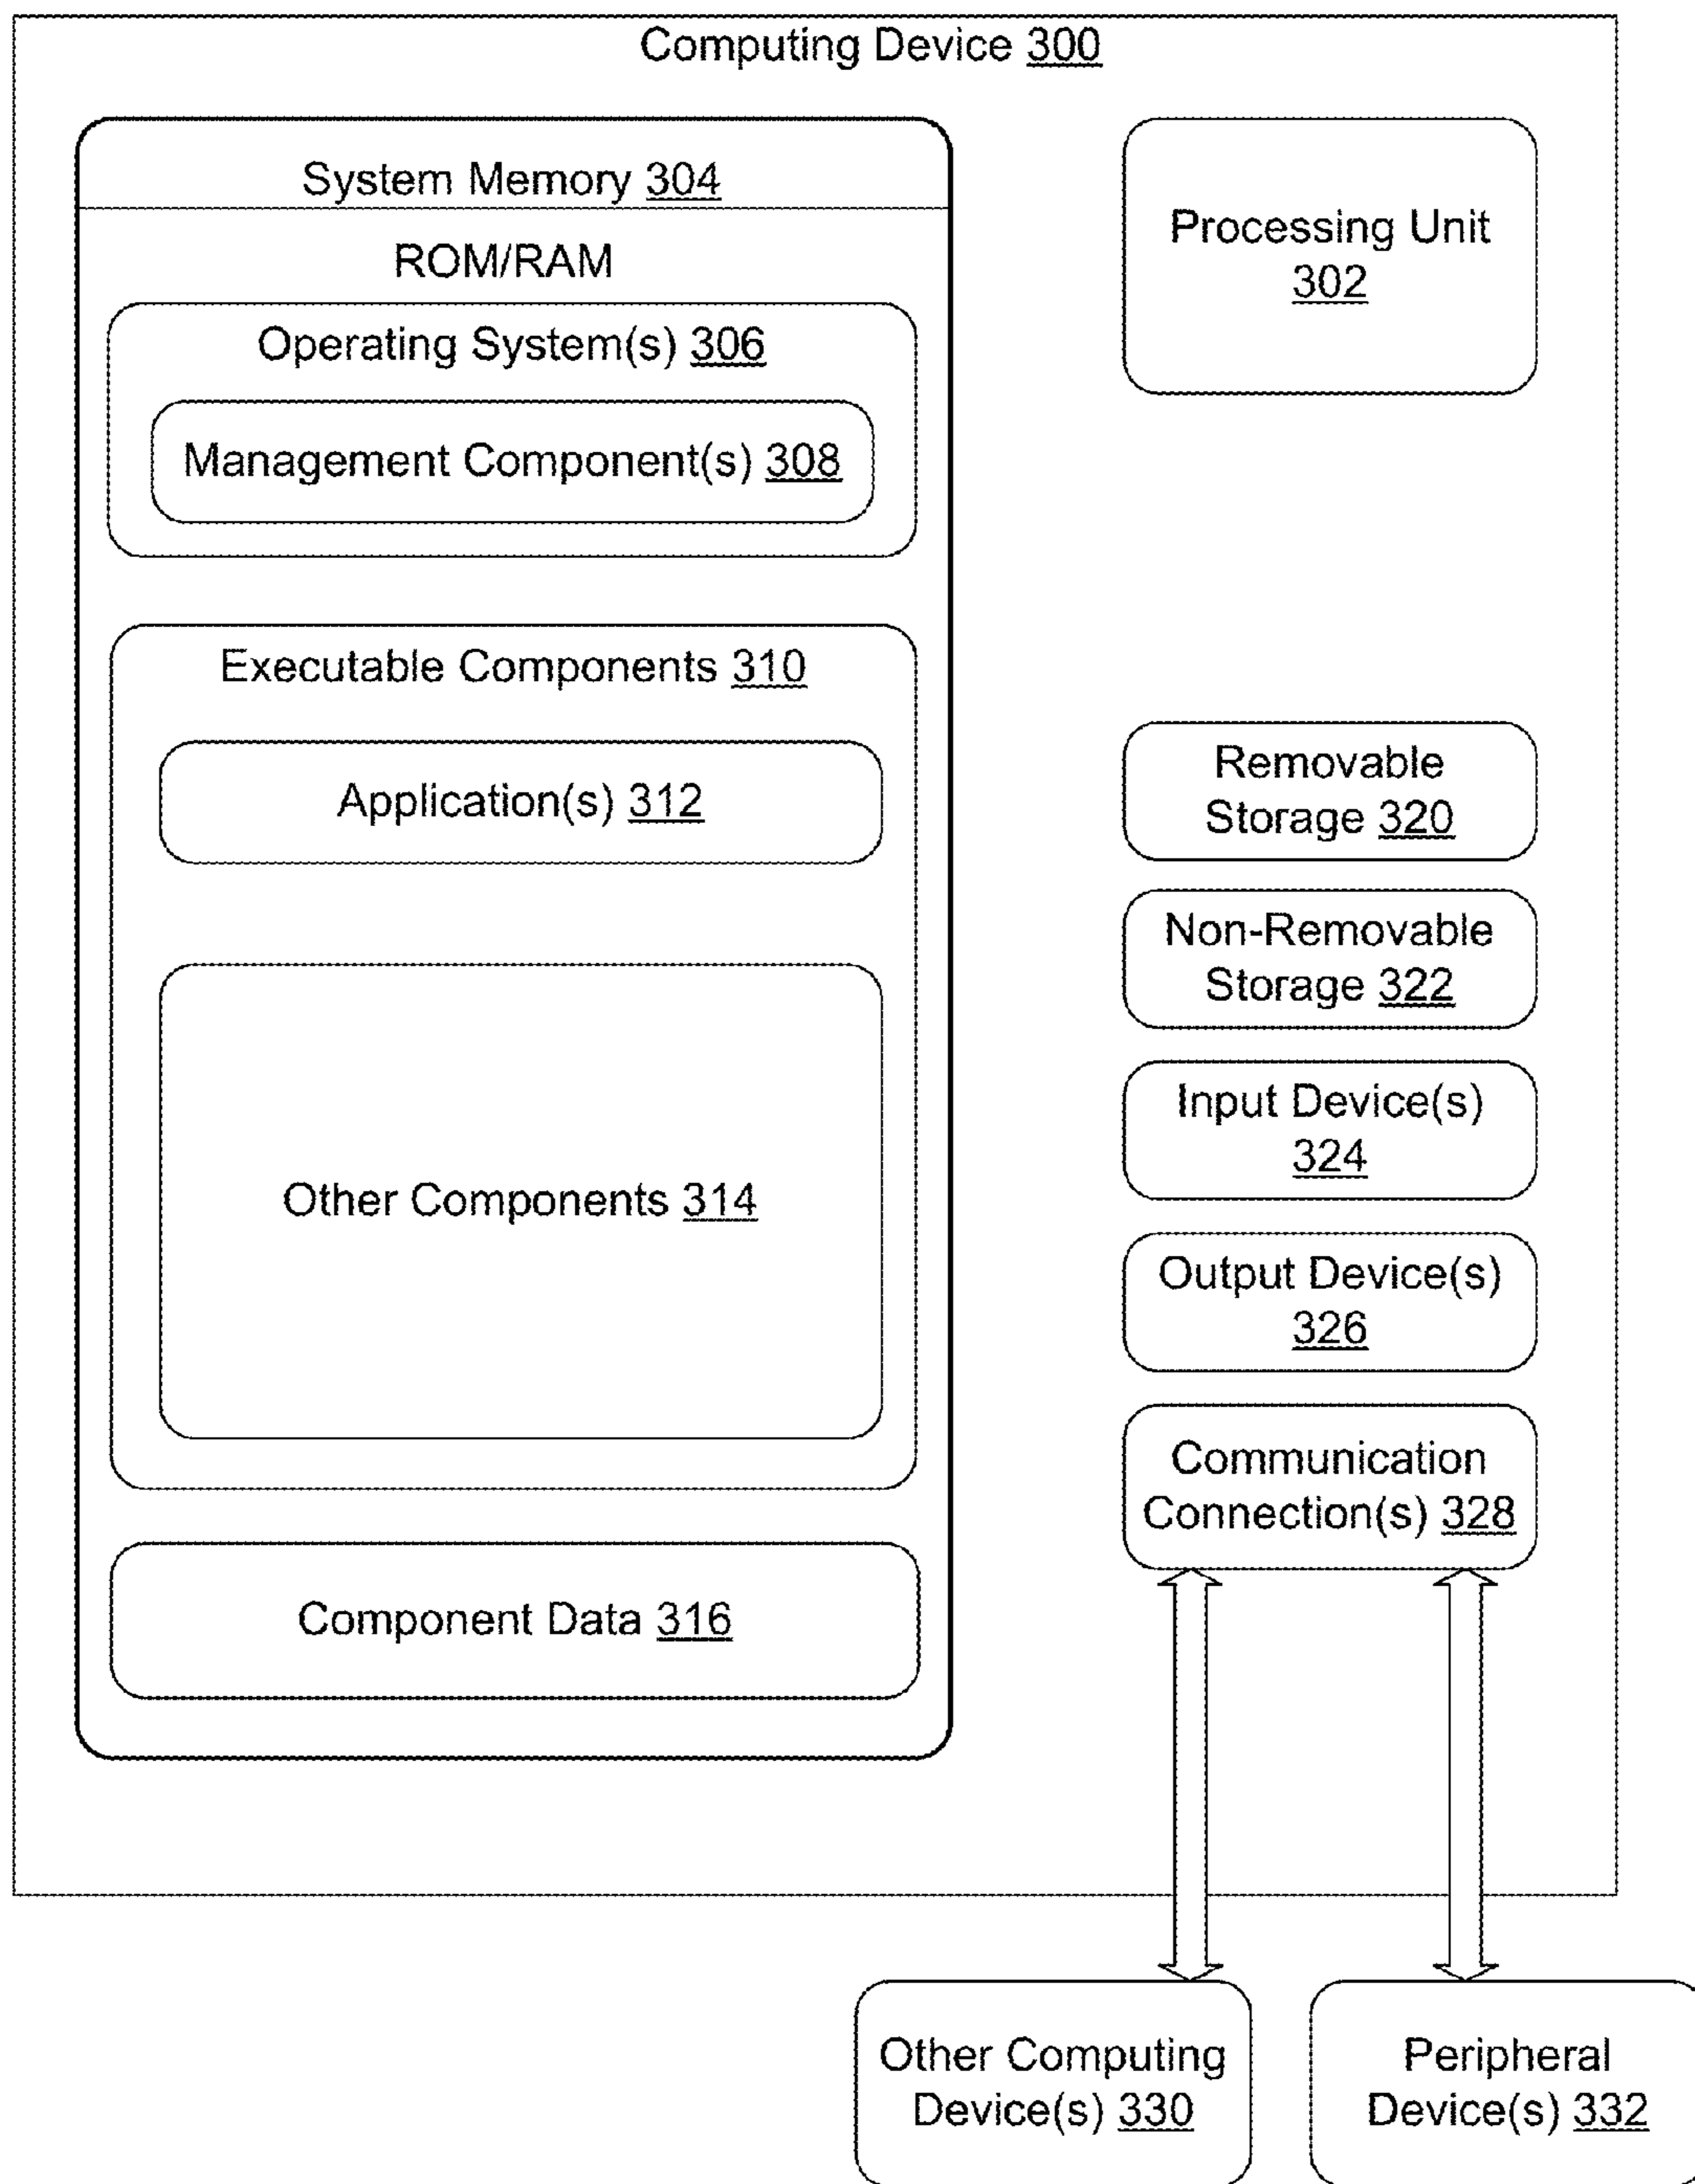 Computing Device 300
System Memory 304
ROM/RAM
Operating System(s) 306
Management Component(s) 308
Executable Components 310
Application(s) 312
Other Components 314
Component Data 316
Processing Unit
302
Removable
Storage 320
Non-Removable
Storage 322
Input Device(s)
324
Output Device(s)
326
Communication
Connection(s) 328
Other Computing
Device(s) 330
Peripheral
Device(s) 332